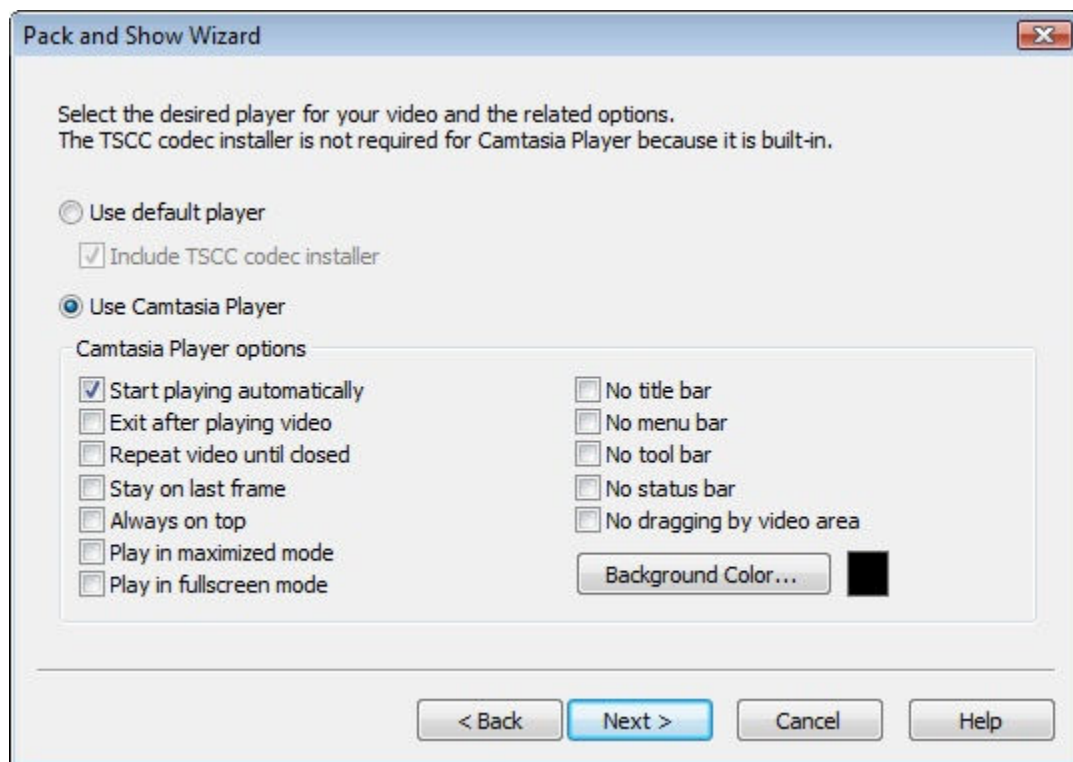 Pack and Show Wizard
Select the desired player for your video and the related options.
The TSCC codec installer is not required for Camtasia Player because it is built-in.
Use default player
Include TSCC codec installer
Use Camtasia Player
Camtasia Player options
Start playing automatically
Exit after playing video
Repeat video until closed
Stay on last frame
Always on top
Play in maximized mode
Play in fullscreen mode
No title bar
No menu bar
No tool bar
No status bar
No dragging by video area
Background Color...
< Back
Next >
Cancel
Help